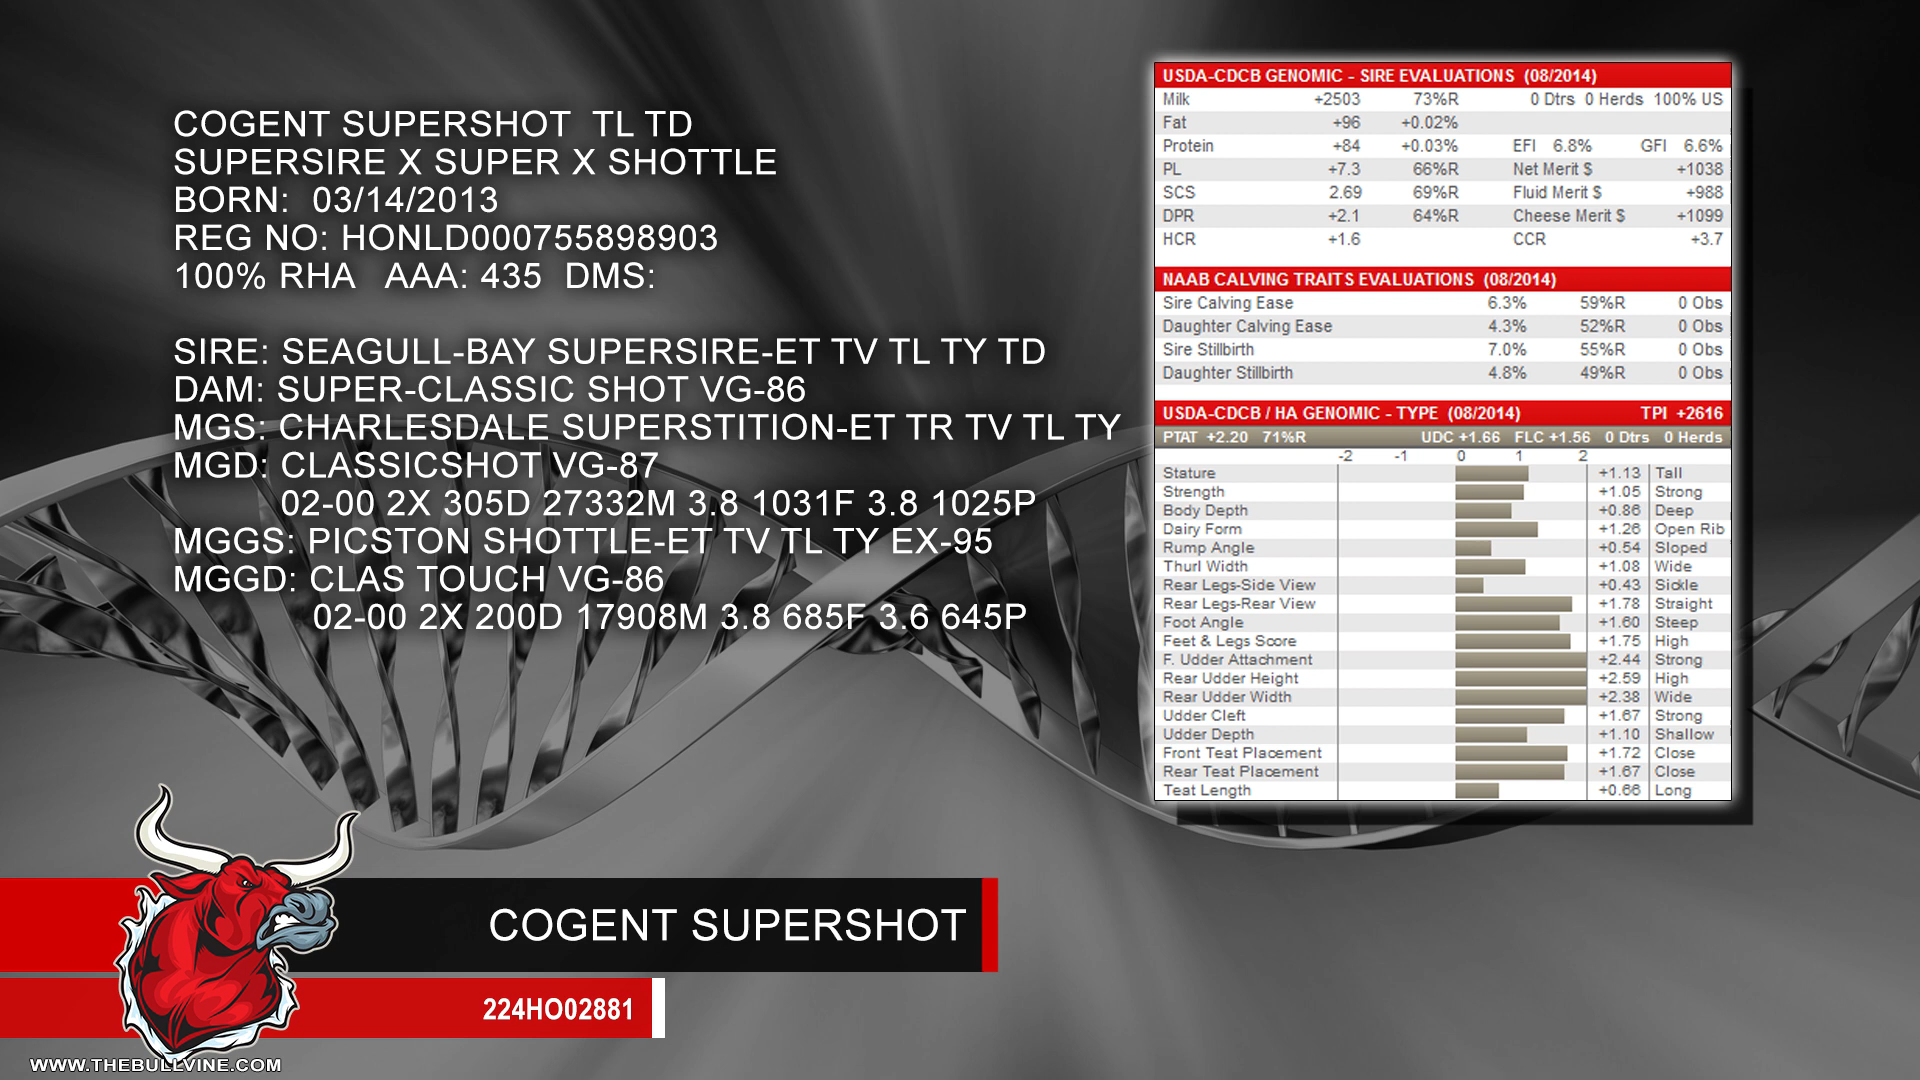 COGENT SUPERSHOT TL TD
SUPERSIRE X SUPER X SHOTTLE
BORN: 03/14/2013
REG NO: HONLD000755898903
100% RHA AAA: 435 DMS:
SIRE: SEAGULL-BAY SUPERSIRE-ET TV TL TY TD
DAM: SUPER-CLASSIC SHOT VG-86
MGS: CHARLESDALE SUPERSTITION-ET TR TV TL TY
MGD: CLASSICSHOT VG-87
02-00 2X 305D 27332M 3.8 1031F 3.8 1025P
MGGS: PICSTON SHOTTLE-ET TV TL TY EX-95
MGGD: CLAS TOUCH VG-86
02-00 2X 200D 17908M 3.8 685F 3.6 645P
USDA-CDCB GENOMIC - SIRE EVALUATIONS (08/2014)
Milk +2503 73%R 0 Dtrs 0 Herds 100% US
Fat +96 +0.02%
Protein +84 +0.03% EFI 6.8% GFI 6.6%
PL +7.3 66%R Net Merit $ +1038
SCS 2.69 69%R Fluid Merit $ +988
DPR +2.1 64%R Cheese Merit $ +1099
HCR +1.6 CCR +3.7
NAAB CALVING TRAITS EVALUATIONS (08/2014)
Sire Calving Ease 6.3% 59%R 0 Obs
Daughter Calving Ease 4.3% 52%R 0 Obs
Sire Stillbirth 7.0% 55%R 0 Obs
Daughter Stillbirth 4.8% 49%R 0 Obs
USDA-CDCB / HA GENOMIC - TYPE (08/2014) TPI +2616
PTAT +2.20 71%R UDC +1.66 FLC +1.56 0 Dtrs 0 Herds
-2 -1 0 1 2
Stature +1.13 Tall
Strength +1.05 Strong
Body Depth +0.86 Deep
Dairy Form +1.26 Open Rib
Rump Angle +0.54 Sloped
Thurl Width +1.08 Wide
Rear Legs-Side View +0.43 Sickle
Rear Legs-Rear View +1.78 Straight
Foot Angle +1.60 Steep
Feet & Legs Score +1.75 High
F. Udder Attachment +2.44 Strong
Rear Udder Height +2.59 High
Rear Udder Width +2.38 Wide
Udder Cleft +1.67 Strong
Udder Depth +1.10 Shallow
Front Teat Placement +1.72 Close
Rear Teat Placement +1.67 Close
Teat Length +0.66 Long
COGENT SUPERSHOT
224HO02881
WWW.THEBULLVINE.COM